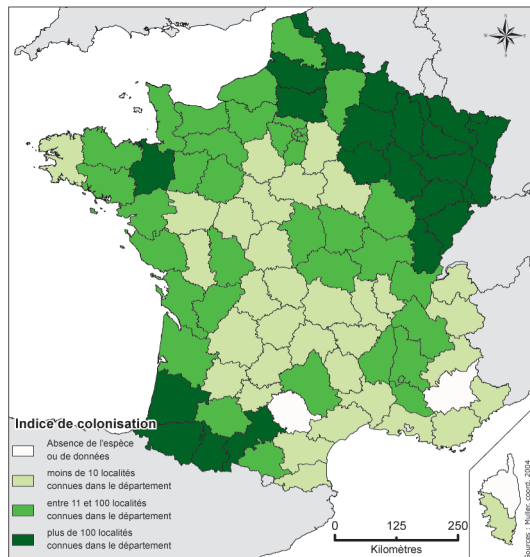 Indice de colonisation
Absence de l'espèce
ou de données
moins de 10 localités
connues dans le département
entre 11 et 100 localités
connues dans le département
plus de 100 localités
connues dans le département
0 125 250
Kilomètres
Sources : Muller, coord, 2004